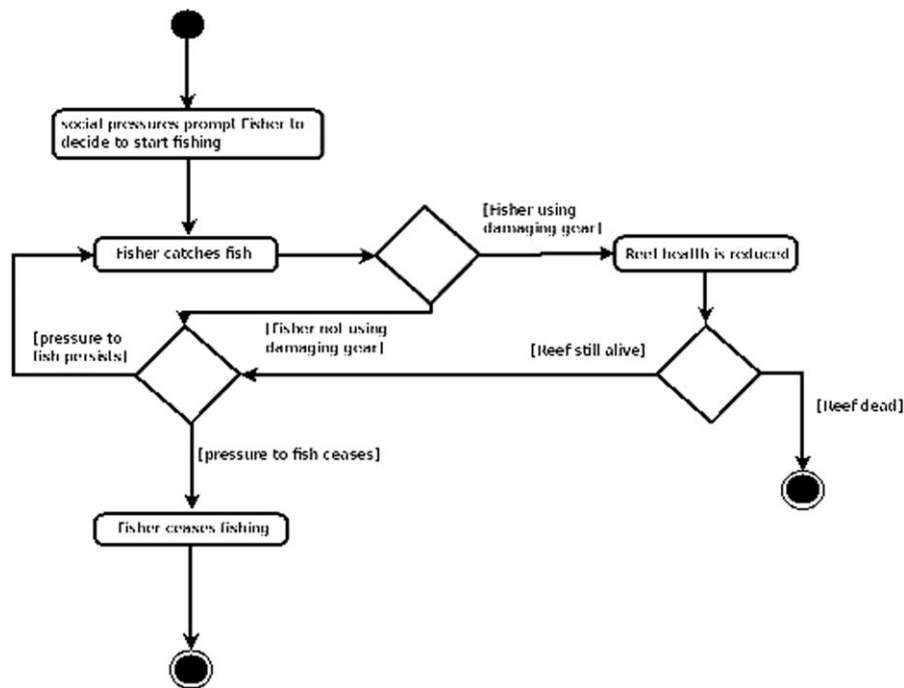 social pressures prompt Fisher to
decide to start fishing
[Fisher using
damaging gear]
Fisher catches fish
Reef health is reduced
[pressure to
fish persists]
[Fisher not using
damaging gear]
[Reef still alive]
[Reef dead]
[pressure to fish ceases]
Fisher ceases fishing